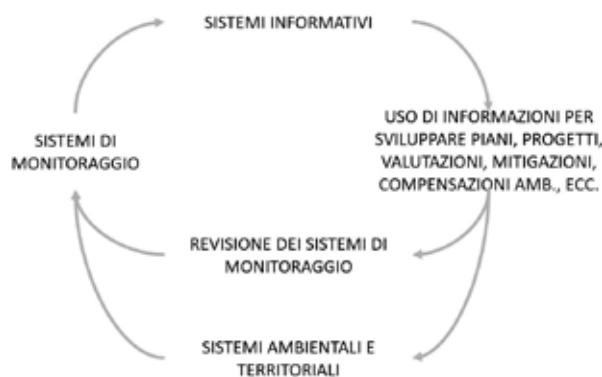 SISTEMI INFORMATIVI
USO DI INFORMAZIONI PER
SVILUPPARE PIANI, PROGETTI,
VALUTAZIONI, MITIGAZIONI,
COMPENSAZIONI AMB., ECC.
SISTEMI DI
MONITORAGGIO
REVISIONE DEI SISTEMI DI
MONITORAGGIO
SISTEMI AMBIENTALI E
TERRITORIALI